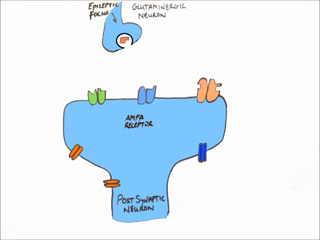 EPILEPTIC
FOCUS
GLUTAMINERGIC
NEURON
AMPA
RECEPTOR
POST SYNAPTIC
NEURON